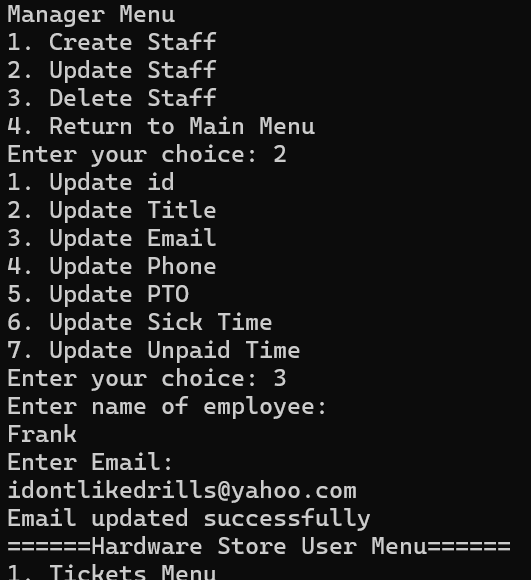 Manager Menu
1. Create Staff
2. Update Staff
3. Delete Staff
4. Return to Main Menu
Enter your choice: 2
1. Update id
2. Update Title
3. Update Email
4. Update Phone
5. Update PTO
6. Update Sick Time
7. Update Unpaid Time
Enter your choice: 3
Enter name of employee:
Frank
Enter Email:
idontlikedrills@yahoo.com
Email updated successfully
======Hardware Store User Menu======
1. Tickets Menu